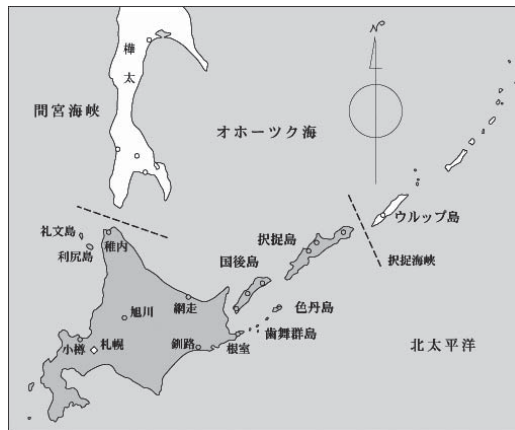 樺太
N
間宮海峡
オホーツク海
ウルップ島
礼文島
稚内
択捉島
択捉海峡
利尻島
国後島
網走
色丹島
旭川
歯舞群島
小樽
札幌
釧路
根室
北太平洋